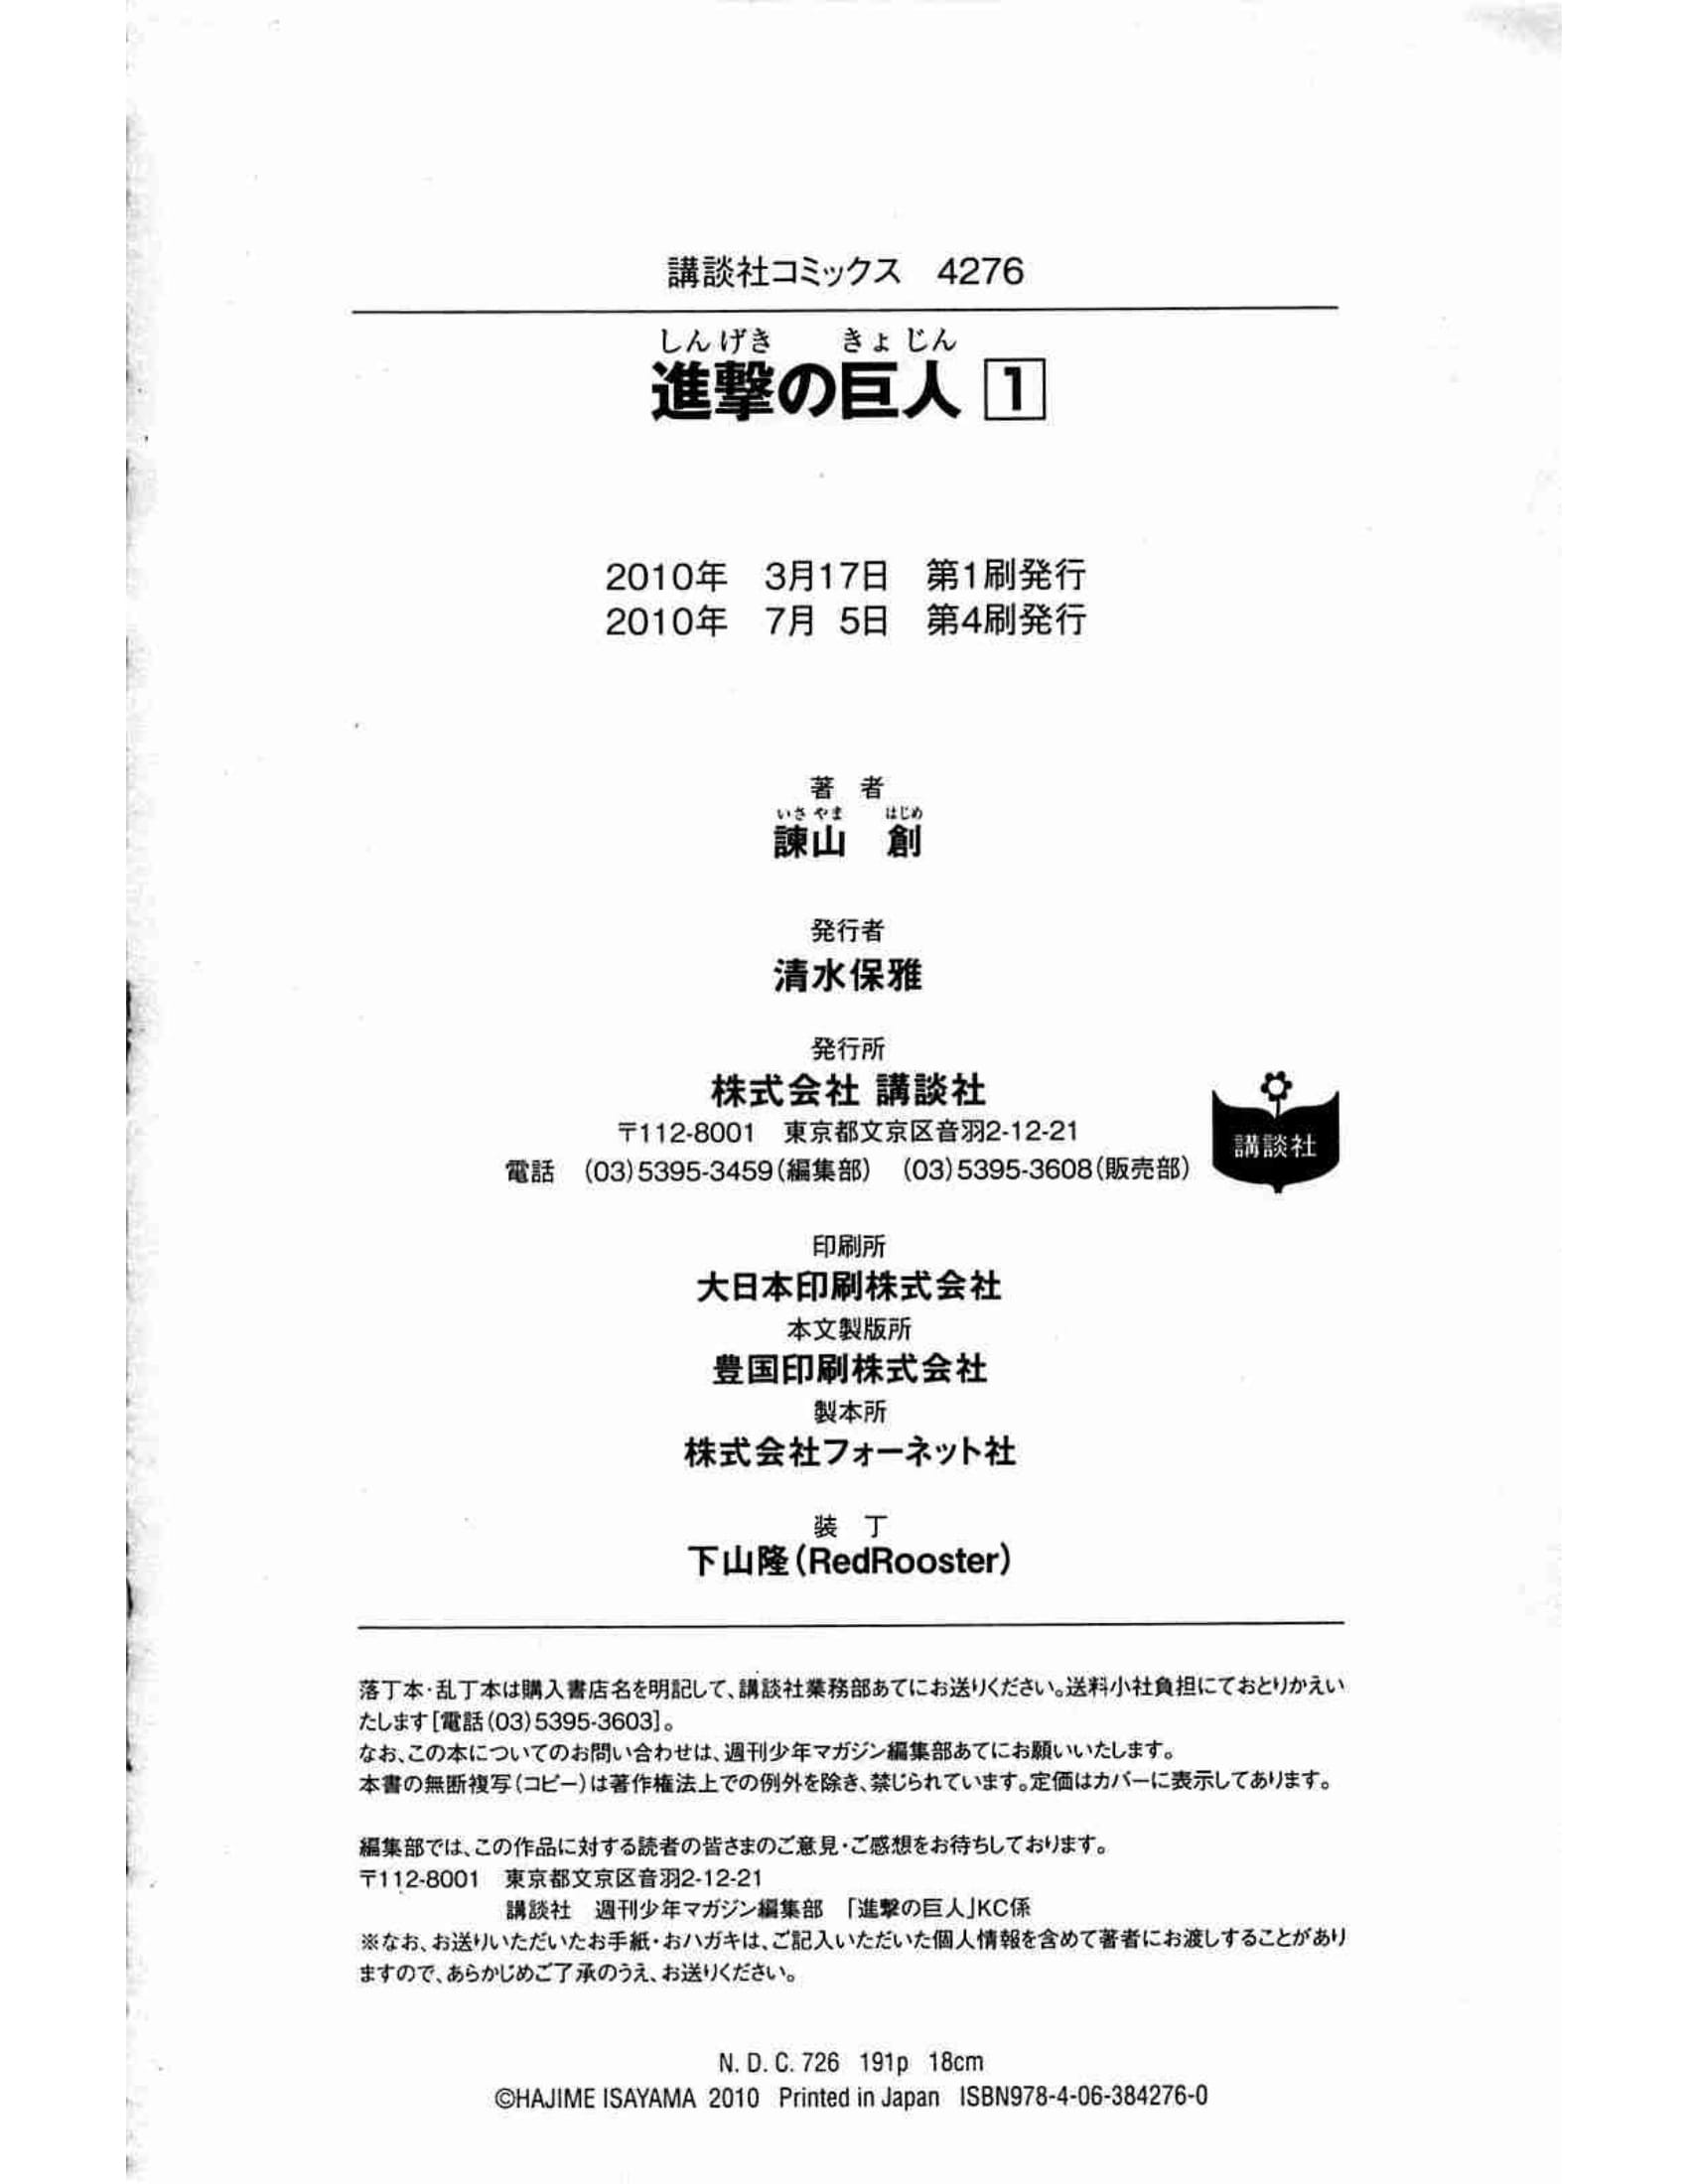 講談社コミックス　4276
しんげき　きょじん
進撃の巨人 1
2010年　3月17日　第1刷発行
2010年　7月 5日　第4刷発行
著　者
いさやま　はじめ
諫山　創
発行者
清水保雅
発行所
株式会社 講談社
〒112-8001　東京都文京区音羽2-12-21
電話　(03)5395-3459(編集部)　(03)5395-3608(販売部)
講談社
印刷所
大日本印刷株式会社
本文製版所
豊国印刷株式会社
製本所
株式会社フォーネット社
装　丁
下山隆(RedRooster)
落丁本・乱丁本は購入書店名を明記して、講談社業務部あてにお送りください。送料小社負担にておとりかえい
たします[電話(03)5395-3603]。
なお、この本についてのお問い合わせは、週刊少年マガジン編集部あてにお願いいたします。
本書の無断複写(コピー)は著作権法上での例外を除き、禁じられています。定価はカバーに表示してあります。
編集部では、この作品に対する読者の皆さまのご意見・ご感想をお待ちしております。
〒112-8001　東京都文京区音羽2-12-21
講談社　週刊少年マガジン編集部　「進撃の巨人」KC係
※なお、お送りいただいたお手紙・おハガキは、ご記入いただいた個人情報を含めて著者にお渡しすることがあり
ますので、あらかじめご了承のうえ、お送りください。
N. D. C. 726　191p　18cm
©HAJIME ISAYAMA 2010　Printed in Japan　ISBN978-4-06-384276-0